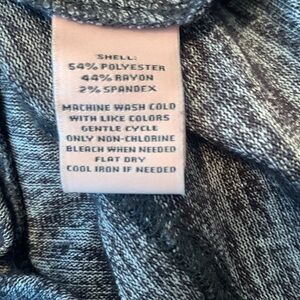 SHELL:
54% POLYESTER
44% RAYON
2% SPANDEX
MACHINE WASH COLD
WITH LIKE COLORS
GENTLE CYCLE
ONLY NON-CHLORINE
BLEACH WHEN NEEDED
FLAT DRY
COOL IRON IF NEEDED